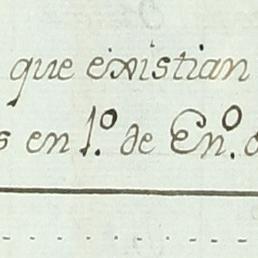 que existian
s en 1.º de En.º